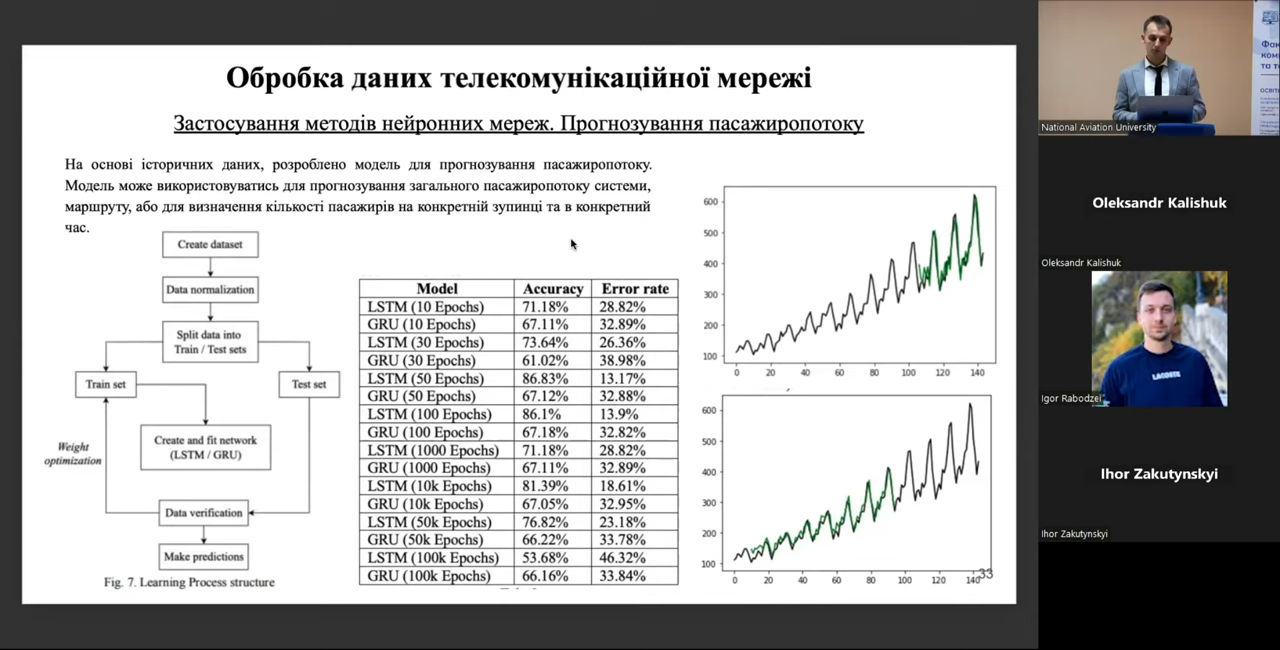 Обробка даних телекомунікаційної мережі
Застосування методів нейронних мереж. Прогнозування пасажиропотоку
На основі історичних даних, розроблено модель для прогнозування пасажиропотоку.
Модель може використовуватись для прогнозування загального пасажиропотоку системи,
маршруту, або для визначення кількості пасажирів на конкретній зупинці та в конкретний
час.
Create dataset
Data normalization
Split data into
Train / Test sets
Train set
Test set
Create and fit network
(LSTM / GRU)
Weight
optimization
Data verification
Make predictions
Fig. 7. Learning Process structure
Model Accuracy Error rate
LSTM (10 Epochs) 71.18% 28.82%
GRU (10 Epochs) 67.11% 32.89%
LSTM (30 Epochs) 73.64% 26.36%
GRU (30 Epochs) 61.02% 38.98%
LSTM (50 Epochs) 86.83% 13.17%
GRU (50 Epochs) 67.12% 32.88%
LSTM (100 Epochs) 86.1% 13.9%
GRU (100 Epochs) 67.18% 32.82%
LSTM (1000 Epochs) 71.18% 28.82%
GRU (1000 Epochs) 67.11% 32.89%
LSTM (10k Epochs) 81.39% 18.61%
GRU (10k Epochs) 67.05% 32.95%
LSTM (50k Epochs) 76.82% 23.18%
GRU (50k Epochs) 66.22% 33.78%
LSTM (100k Epochs) 53.68% 46.32%
GRU (100k Epochs) 66.16% 33.84%
600
500
400
300
200
100
0 20 40 60 80 100 120 140
600
500
400
300
200
100
0 20 40 60 80 100 120 140
33
National Aviation University
Фак
ком
та т
ОСВІТ
Oleksandr Kalishuk
Oleksandr Kalishuk
LACOSTE
Igor Rabodzei
Ihor Zakutynskyi
Ihor Zakutynskyi